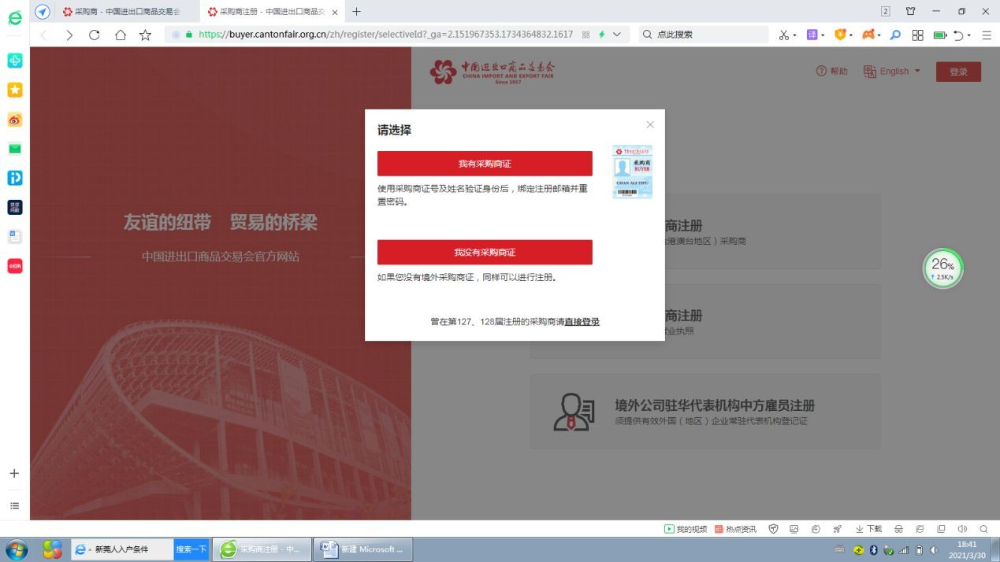 采购商 - 中国进出口商品交易会
采购商注册 - 中国进出口商品交
2
https://buyer.cantonfair.org.cn/zh/register/selectiveId?_ga=2.151967353.1734364832.1617
点此搜索
译
中国进出口商品交易会
CHINA IMPORT AND EXPORT FAIR
Since 1957
帮助
English
登录
请选择
我有采购商证
使用采购商证号及姓名验证身份后，绑定注册邮箱并重
置密码。
采购商
BUYER
CHAN ALI TIPU
我没有采购商证
如果您没有境外采购商证，同样可以进行注册。
曾在第127、128届注册的采购商请直接登录
友谊的纽带 贸易的桥梁
中国进出口商品交易会官方网站
商注册
港澳台地区）采购商
商注册
业执照
境外公司驻华代表机构中方雇员注册
须提供有效外国（地区）企业常驻代表机构登记证
26%
2.5K/s
小红书
我的视频
热点资讯
下载
新莞人入户条件
搜索一下
采购商注册 - 中...
新建 Microsoft ...
18:41
2021/3/30